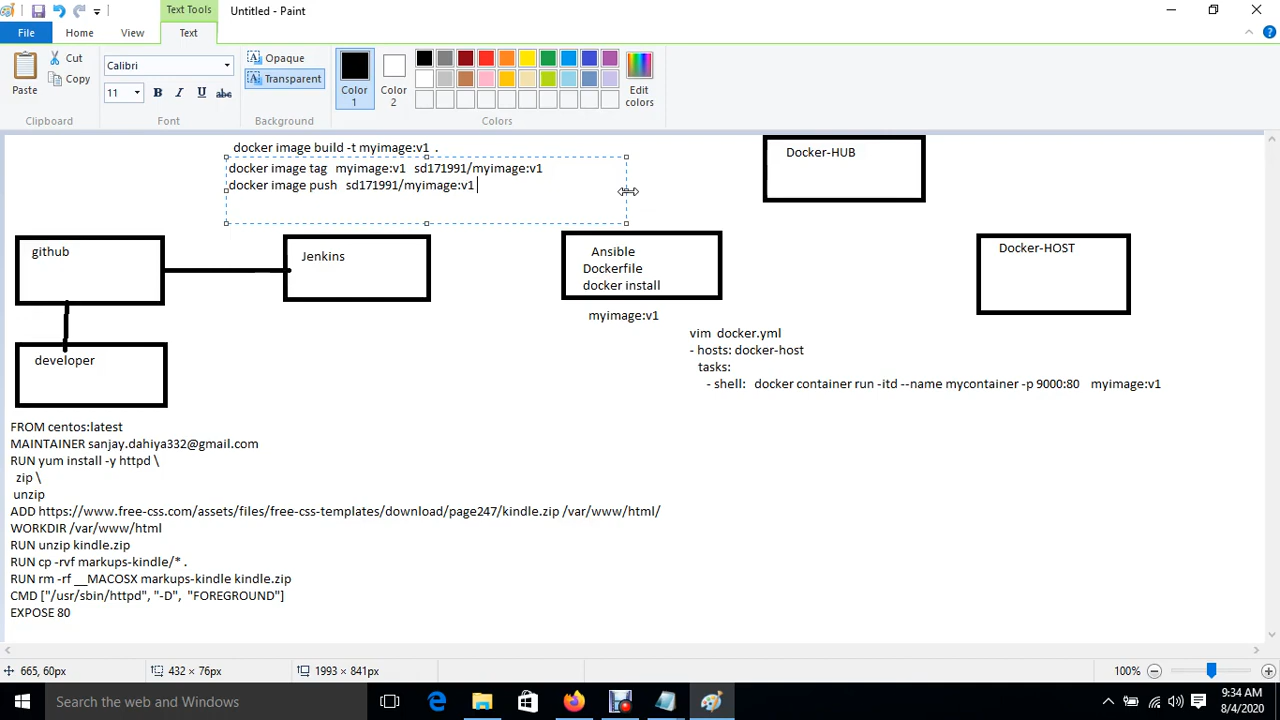 Text Tools
Untitled - Paint
File
Home
View
Text
Paste
Cut
Copy
Clipboard
Calibri
11
B I U abc
Font
Opaque
Transparent
Background
Color 1
Color 2
Edit colors
Colors
docker image build -t myimage:v1 .
docker image tag myimage:v1 sd171991/myimage:v1
docker image push sd171991/myimage:v1
Docker-HUB
github
Jenkins
Ansible
Dockerfile
docker install
Docker-HOST
myimage:v1
vim docker.yml
- hosts: docker-host
tasks:
- shell: docker container run -itd --name mycontainer -p 9000:80 myimage:v1
developer
FROM centos:latest
MAINTAINER sanjay.dahiya332@gmail.com
RUN yum install -y httpd \
zip \
unzip
ADD https://www.free-css.com/assets/files/free-css-templates/download/page247/kindle.zip /var/www/html/
WORKDIR /var/www/html
RUN unzip kindle.zip
RUN cp -rvf markups-kindle/* .
RUN rm -rf __MACOSX markups-kindle kindle.zip
CMD ["/usr/sbin/httpd", "-D", "FOREGROUND"]
EXPOSE 80
665, 60px
432 × 76px
1993 × 841px
100%
Search the web and Windows
9:34 AM
8/4/2020